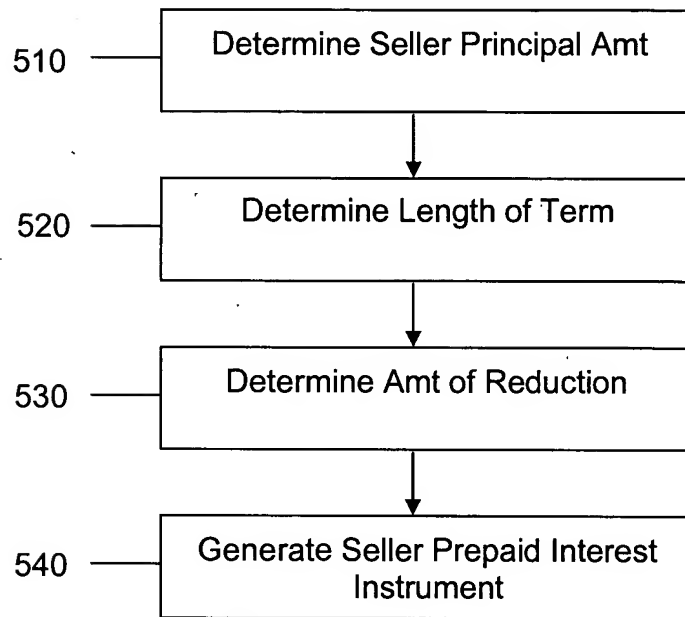 510
Determine Seller Principal Amt
520
Determine Length of Term
530
Determine Amt of Reduction
540
Generate Seller Prepaid Interest
Instrument